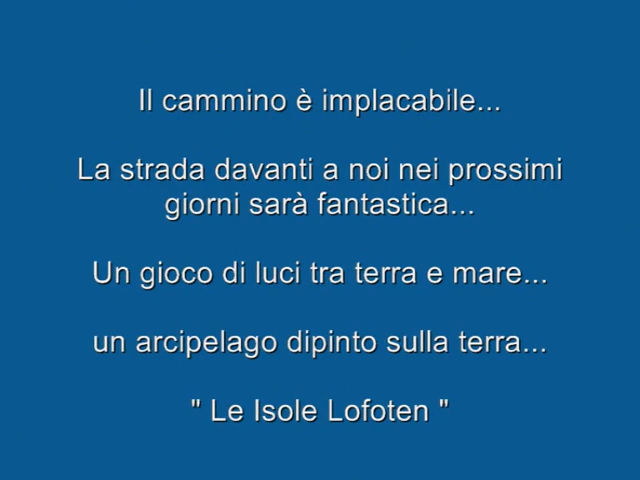 Il cammino è implacabile...
La strada davanti a noi nei prossimi
giorni sarà fantastica...
Un gioco di luci tra terra e mare...
un arcipelago dipinto sulla terra...
" Le Isole Lofoten "